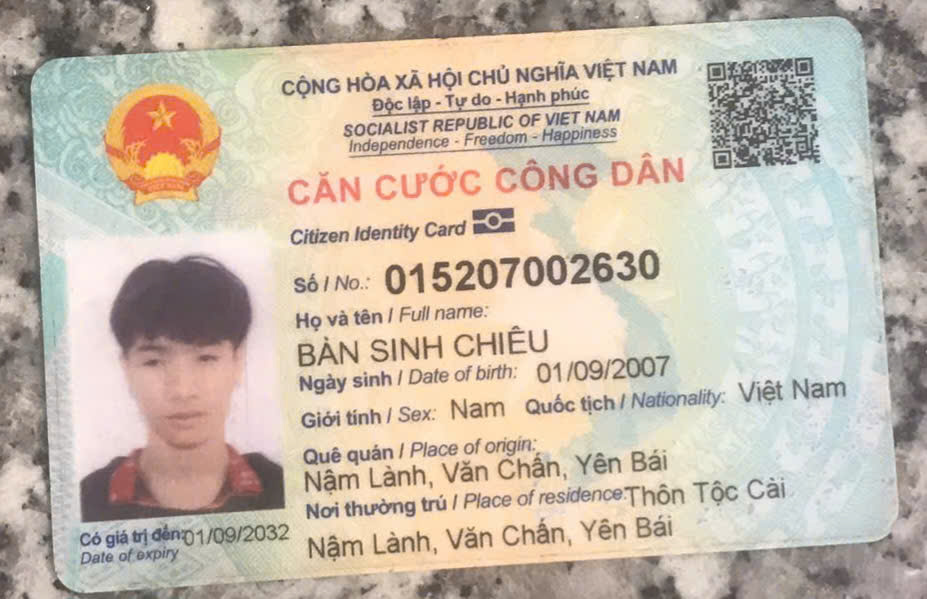 CỘNG HÒA XÃ HỘI CHỦ NGHĨA VIỆT NAM
Độc lập - Tự do - Hạnh phúc
SOCIALIST REPUBLIC OF VIET NAM
Independence - Freedom - Happiness
CĂN CƯỚC CÔNG DÂN
Citizen Identity Card
Số / No.: 015207002630
Họ và tên / Full name:
BÀN SINH CHIÊU
Ngày sinh / Date of birth: 01/09/2007
Giới tính / Sex: Nam Quốc tịch / Nationality: Việt Nam
Quê quán / Place of origin:
Nậm Lành, Văn Chấn, Yên Bái
Nơi thường trú / Place of residence: Thôn Tộc Cài
Nậm Lành, Văn Chấn, Yên Bái
Có giá trị đến: 01/09/2032
Date of expiry